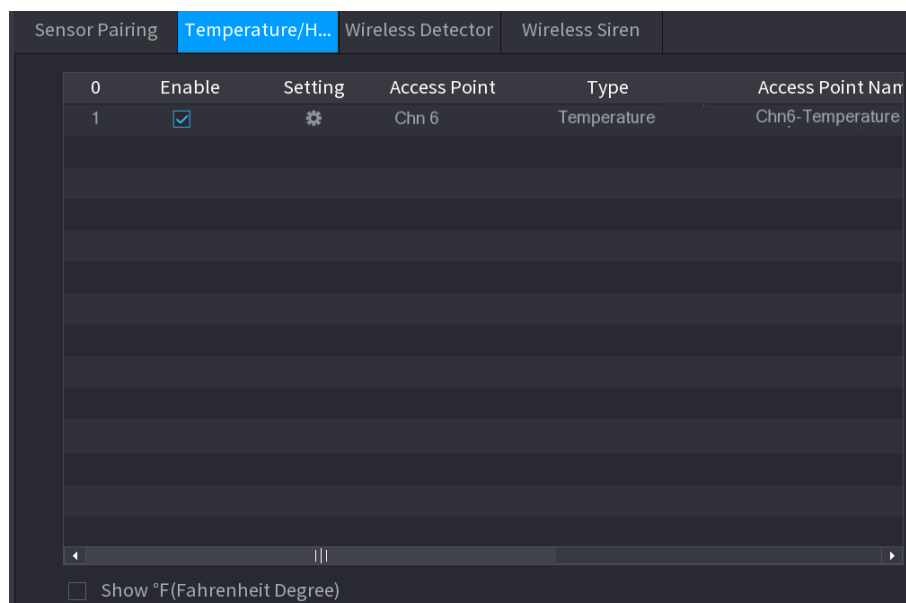 Sensor Pairing Temperature/H... Wireless Detector Wireless Siren
0 Enable Setting Access Point Type Access Point Nam
1 Chn 6 Temperature Chn6-Temperature
Show °F(Fahrenheit Degree)